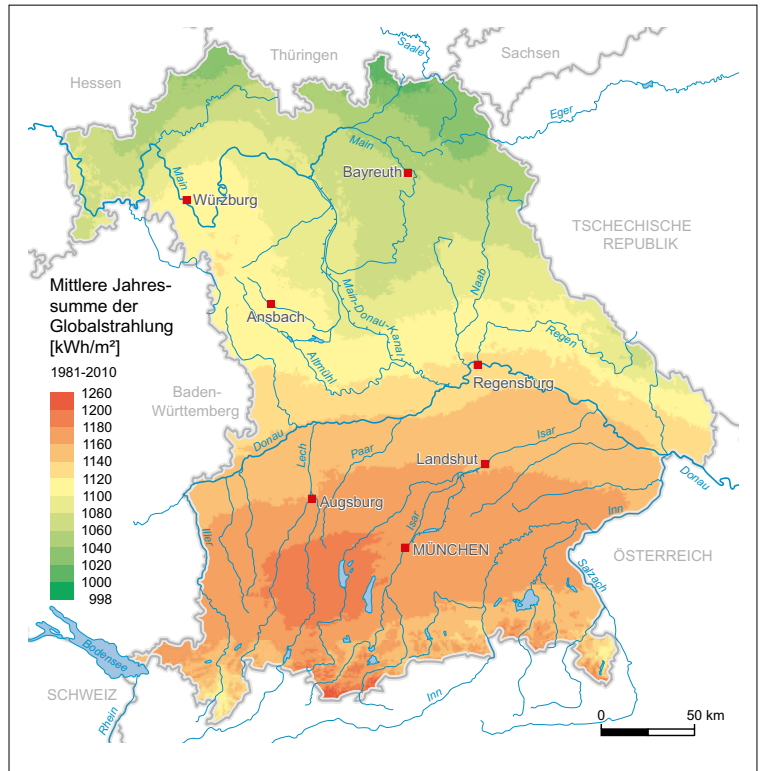 Thüringen
Sachsen
Saale
Hessen
Eger
Main
Bayreuth
Main
Würzburg
TSCHECHISCHE
REPUBLIK
Mittlere Jahres-
summe der
Globalstrahlung
[kWh/m²]
1981-2010
1260
1200
1180
1160
1140
1120
1100
1080
1060
1040
1020
1000
998
Naab
Main-Donau-Kanal
Ansbach
Regen
Altmühl
Regensburg
Baden-
Württemberg
Donau
Lech
Paar
Isar
Landshut
Donau
Augsburg
Isar
Inn
Iller
MÜNCHEN
ÖSTERREICH
Salzach
Bodensee
SCHWEIZ
Rhein
Inn
0 50 km